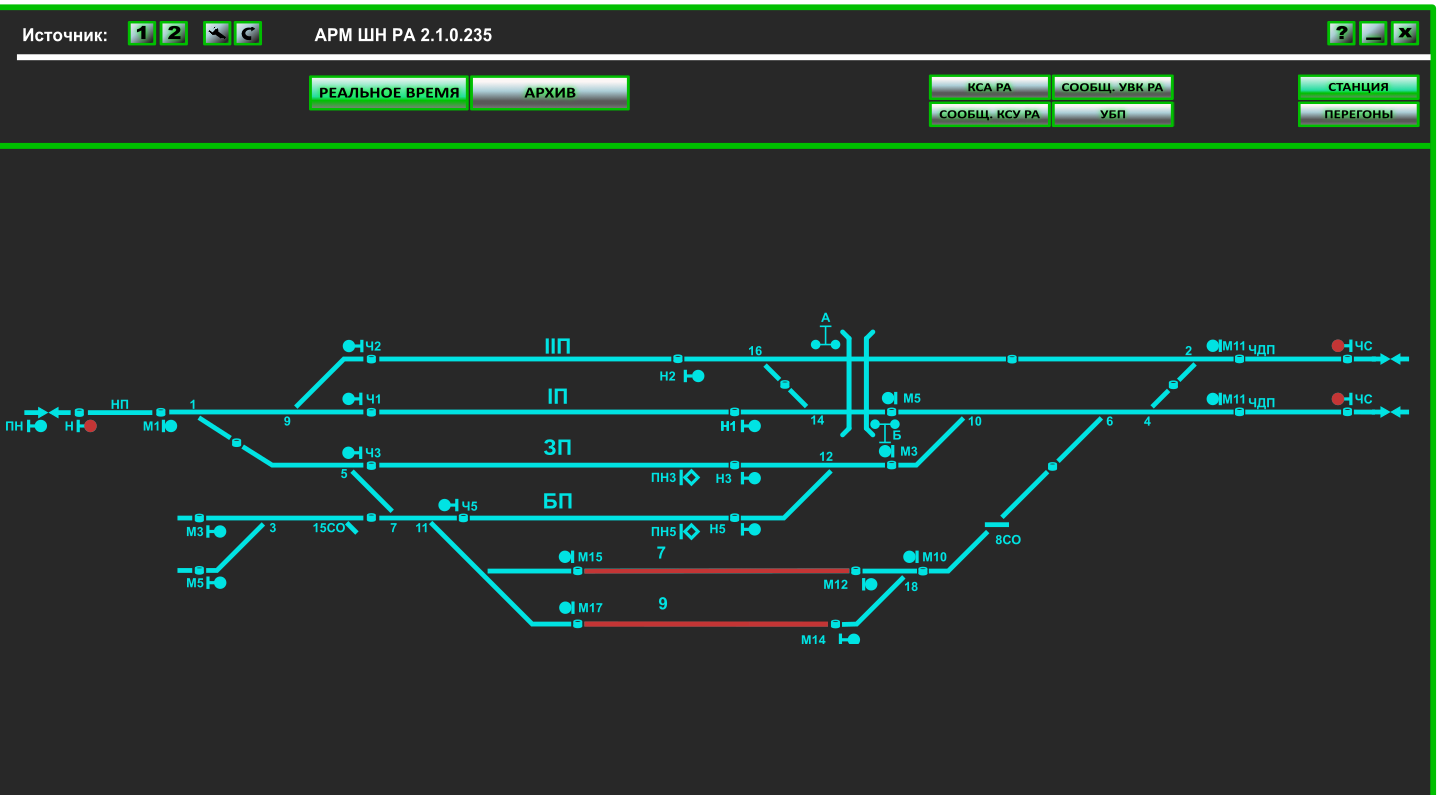 Источник: 1 2 АРМ ШН РА 2.1.0.235 ? _ X
РЕАЛЬНОЕ ВРЕМЯ АРХИВ
КСА РА СООБЩ. УВК РА СТАНЦИЯ
СООБЩ. КСУ РА УБП ПЕРЕГОНЫ
А
Ч2 IIП 16 2 М11 ЧДП ЧС
Н2
НП 1 Ч1 IП М5 М11 ЧДП ЧС
ПН Н М1 9 Н1 14 Б 10 6 4
Ч3 3П 12 М3
5 ПН3 Н3
Ч5 БП
М3 3 15СО 7 11 ПН5 Н5 8СО
М15 7 М10
М5 М12 18
М17 9
М14